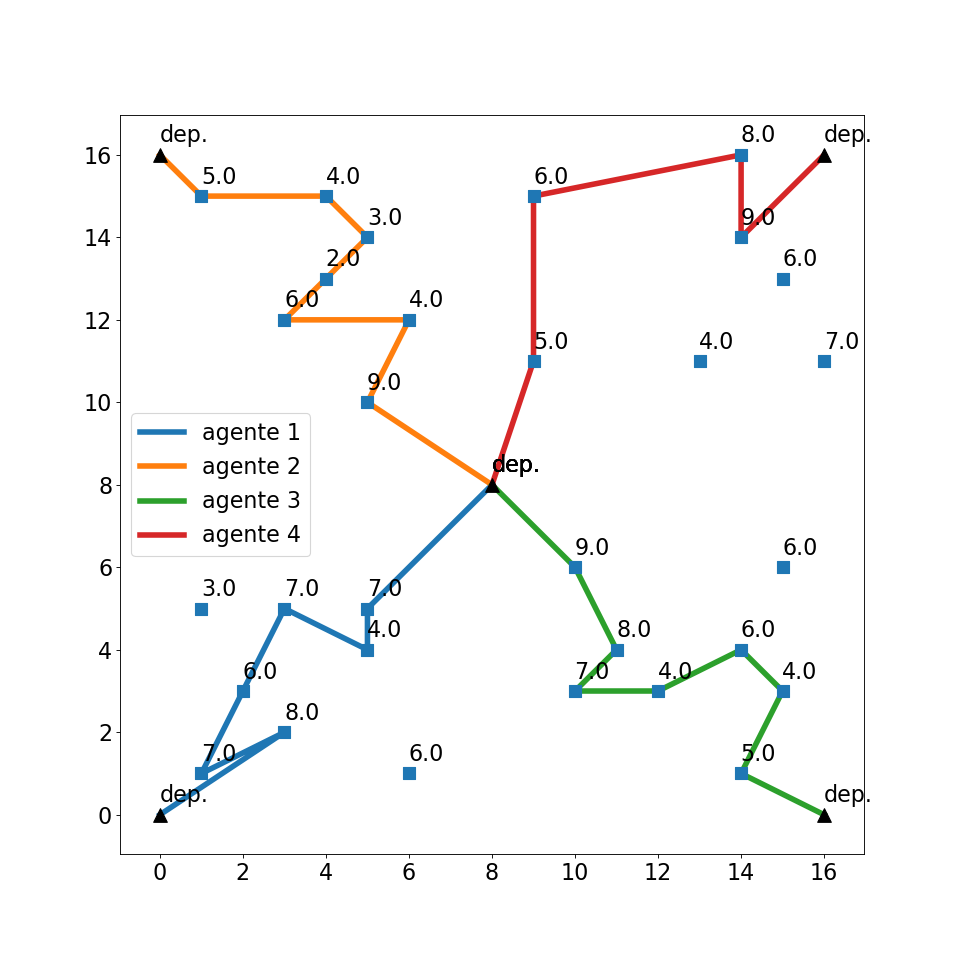 dep. 8.0 dep.
16
5.0 4.0 6.0
3.0 9.0
14
2.0 6.0
6.0 4.0
12
5.0 4.0 7.0
9.0
10
agente 1
agente 2
agente 3
agente 4
dep.
8
9.0 6.0
6
3.0 7.0 7.0
4.0 8.0 6.0
4
6.0 7.0 4.0 4.0
8.0
2
7.0 6.0 5.0
dep. dep.
0
0 2 4 6 8 10 12 14 16